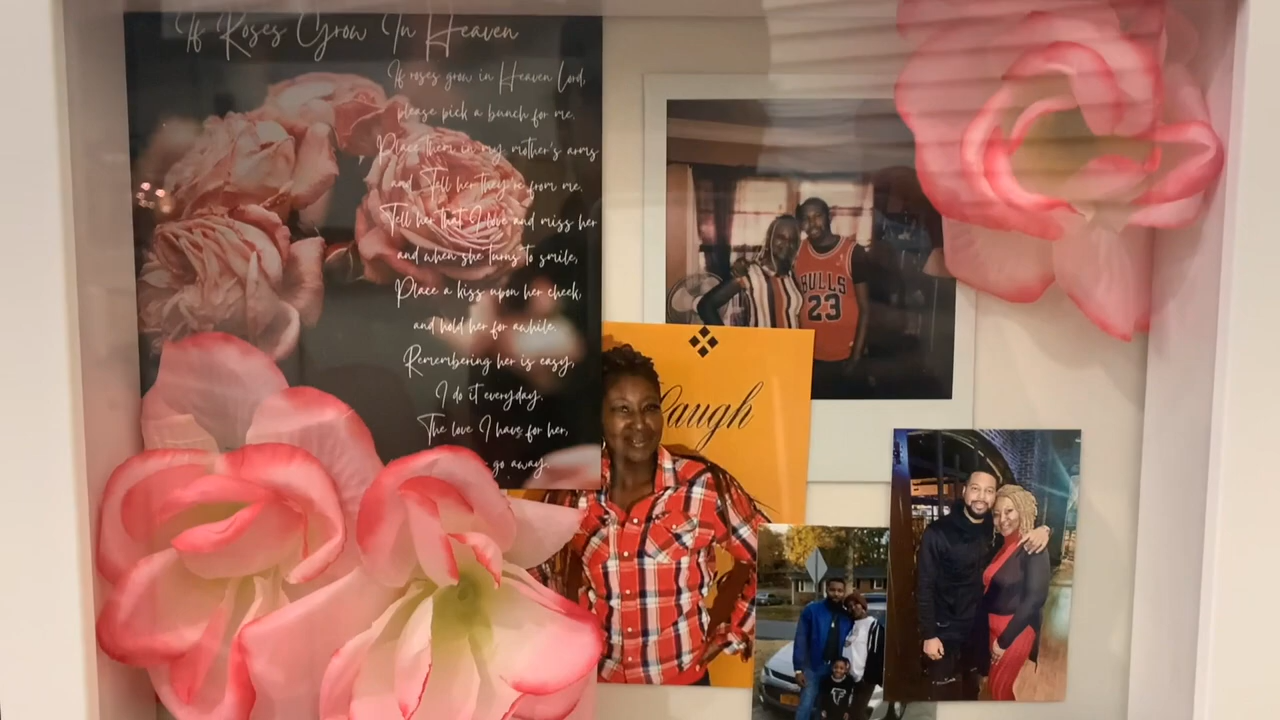 If Roses Grow In Heaven
If roses grow in Heaven Lord,
please pick a bunch for me,
Place them in my mother's arms
and Tell her they're from me.
Tell her that I love and miss her
and when she turns to smile,
Place a kiss upon her cheek,
and hold her for awhile.
Remembering her is easy,
I do it everyday,
The love I have for her,
go away.
BULLS
23
Laugh